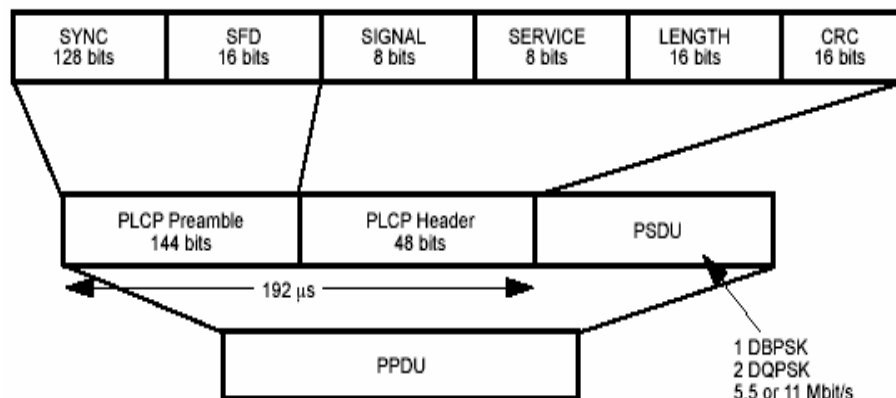 SYNC
128 bits
SFD
16 bits
SIGNAL
8 bits
SERVICE
8 bits
LENGTH
16 bits
CRC
16 bits
PLCP Preamble
144 bits
PLCP Header
48 bits
PSDU
192 μs
PPDU
1 DBPSK
2 DQPSK
5.5 or 11 Mbit/s